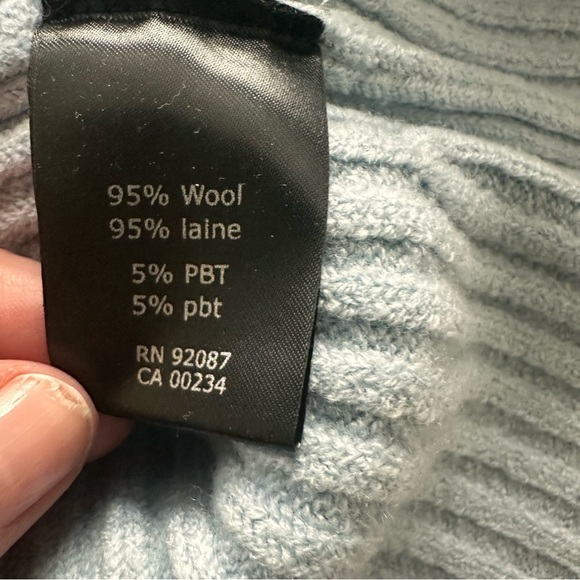 95% Wool
95% laine
5% PBT
5% pbt
RN 92087
CA 00234